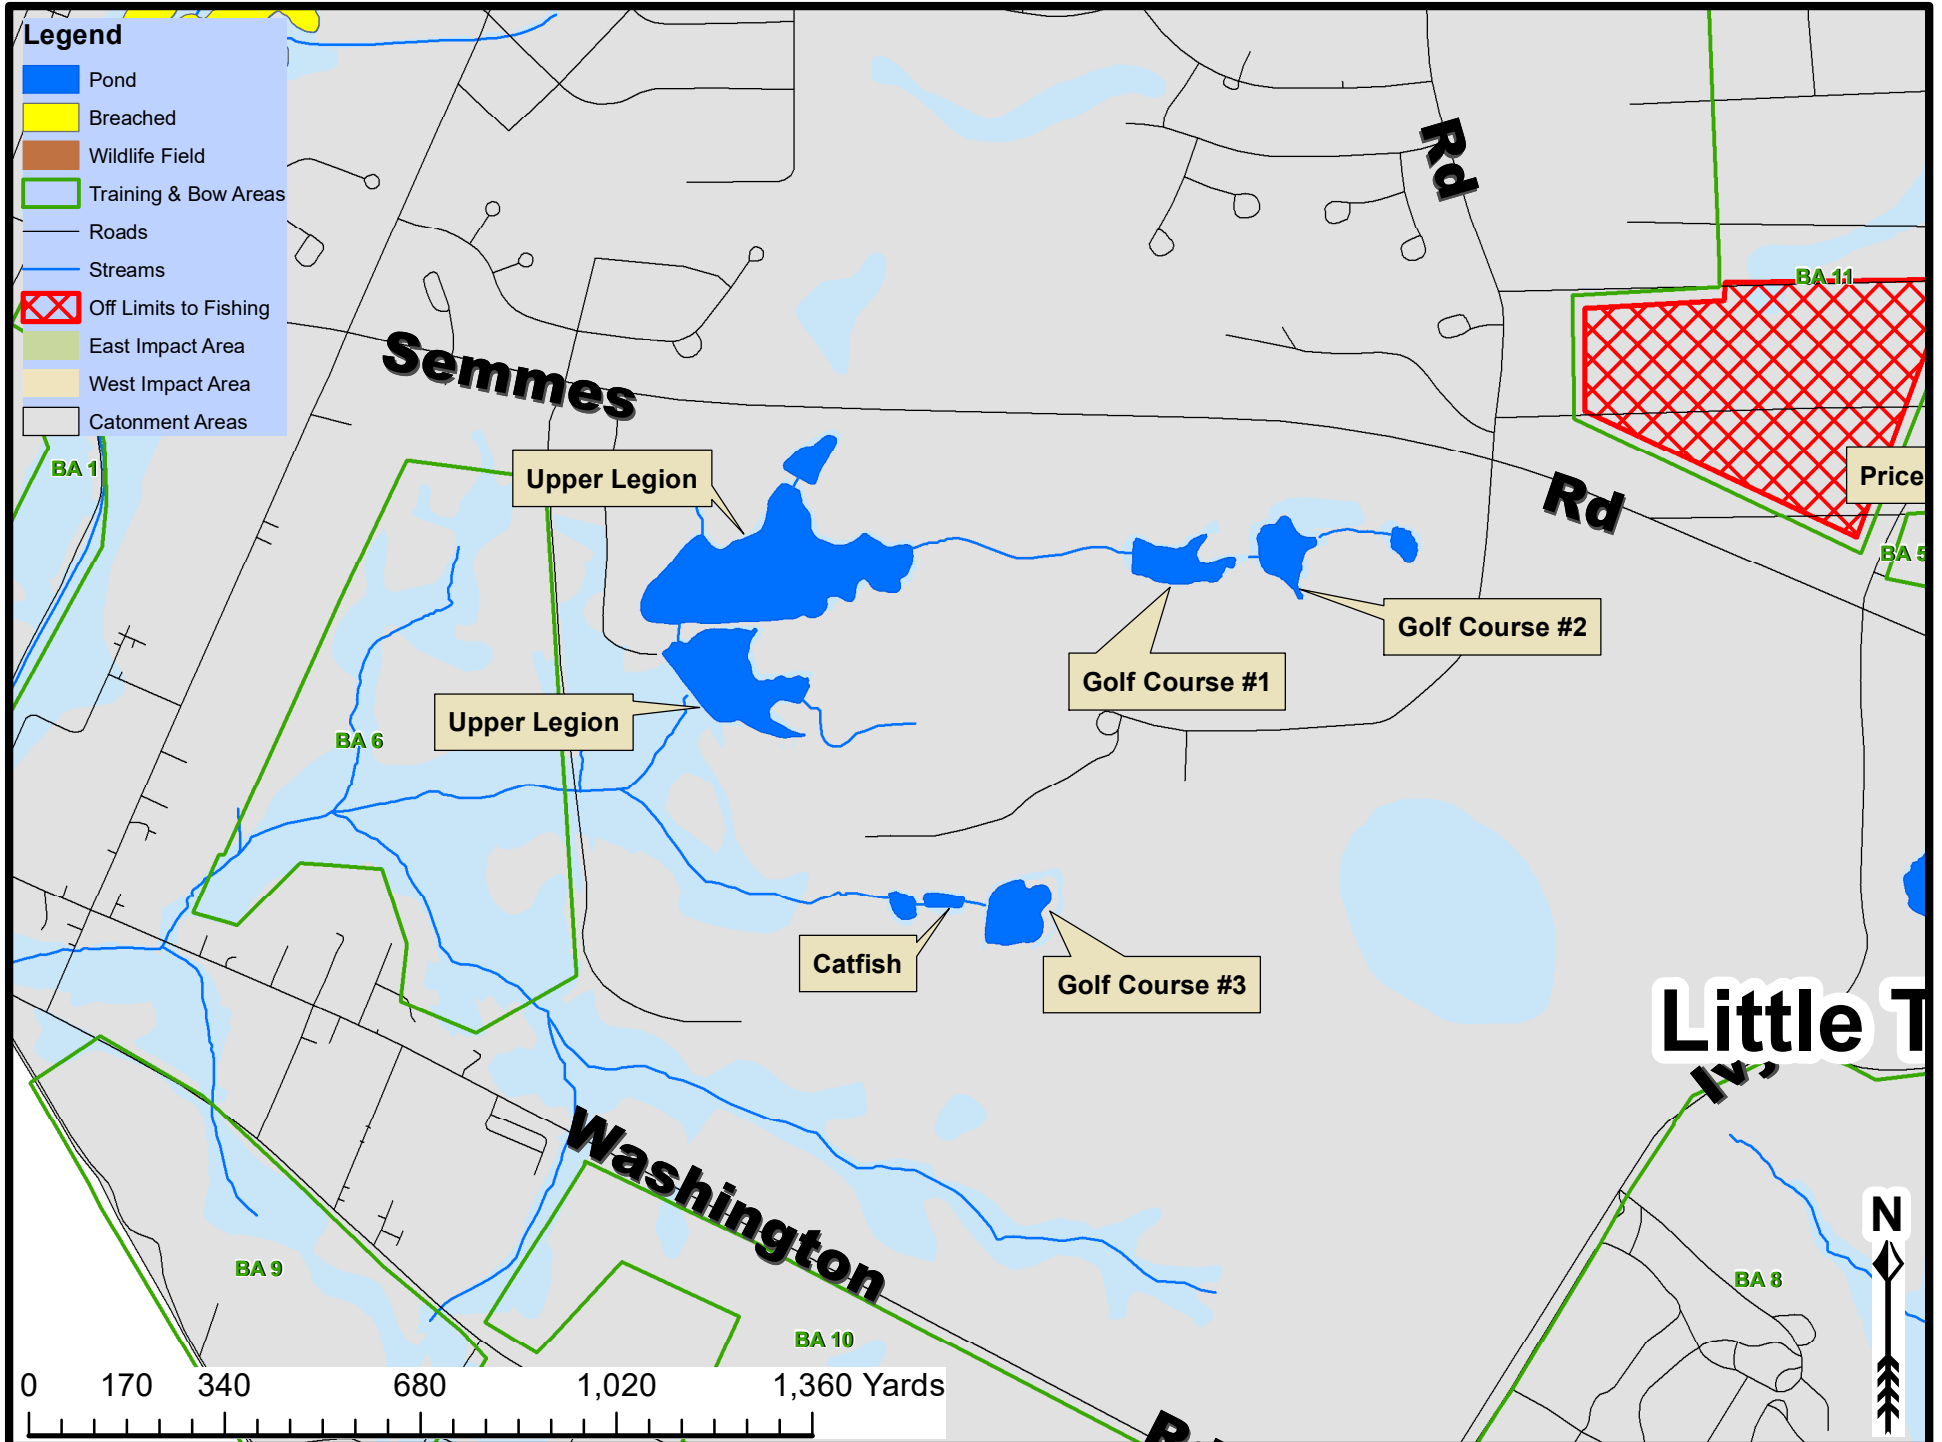 Legend
Pond
Breached
Wildlife Field
Training & Bow Areas
Roads
Streams
Off Limits to Fishing
East Impact Area
West Impact Area
Catonment Areas
Rd
BA 11
Semmes
BA 1
Upper Legion
Price
Rd
BA 5
Golf Course #2
Golf Course #1
Upper Legion
BA 6
Catfish
Golf Course #3
Little T
Ivy
Washington
N
BA 9
BA 8
BA 10
0 170 340 680 1,020 1,360 Yards
Rd